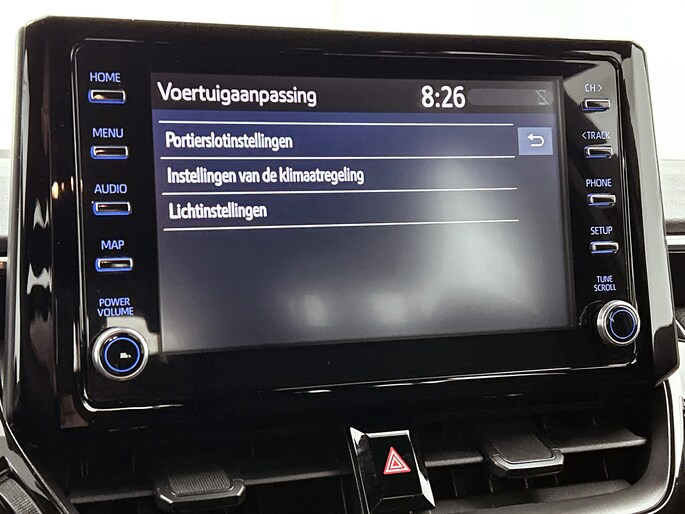 HOME
MENU
AUDIO
MAP
POWER
VOLUME
Voertuigaanpassing 8:26
Portierslotinstellingen
Instellingen van de klimaatregeling
Lichtinstellingen
CH >
< TRACK
PHONE
SETUP
TUNE
SCROLL